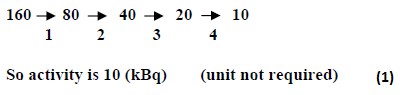 160 → 80 → 40 → 20 → 10
1 2 3 4
So activity is 10 (kBq) (unit not required) (1)